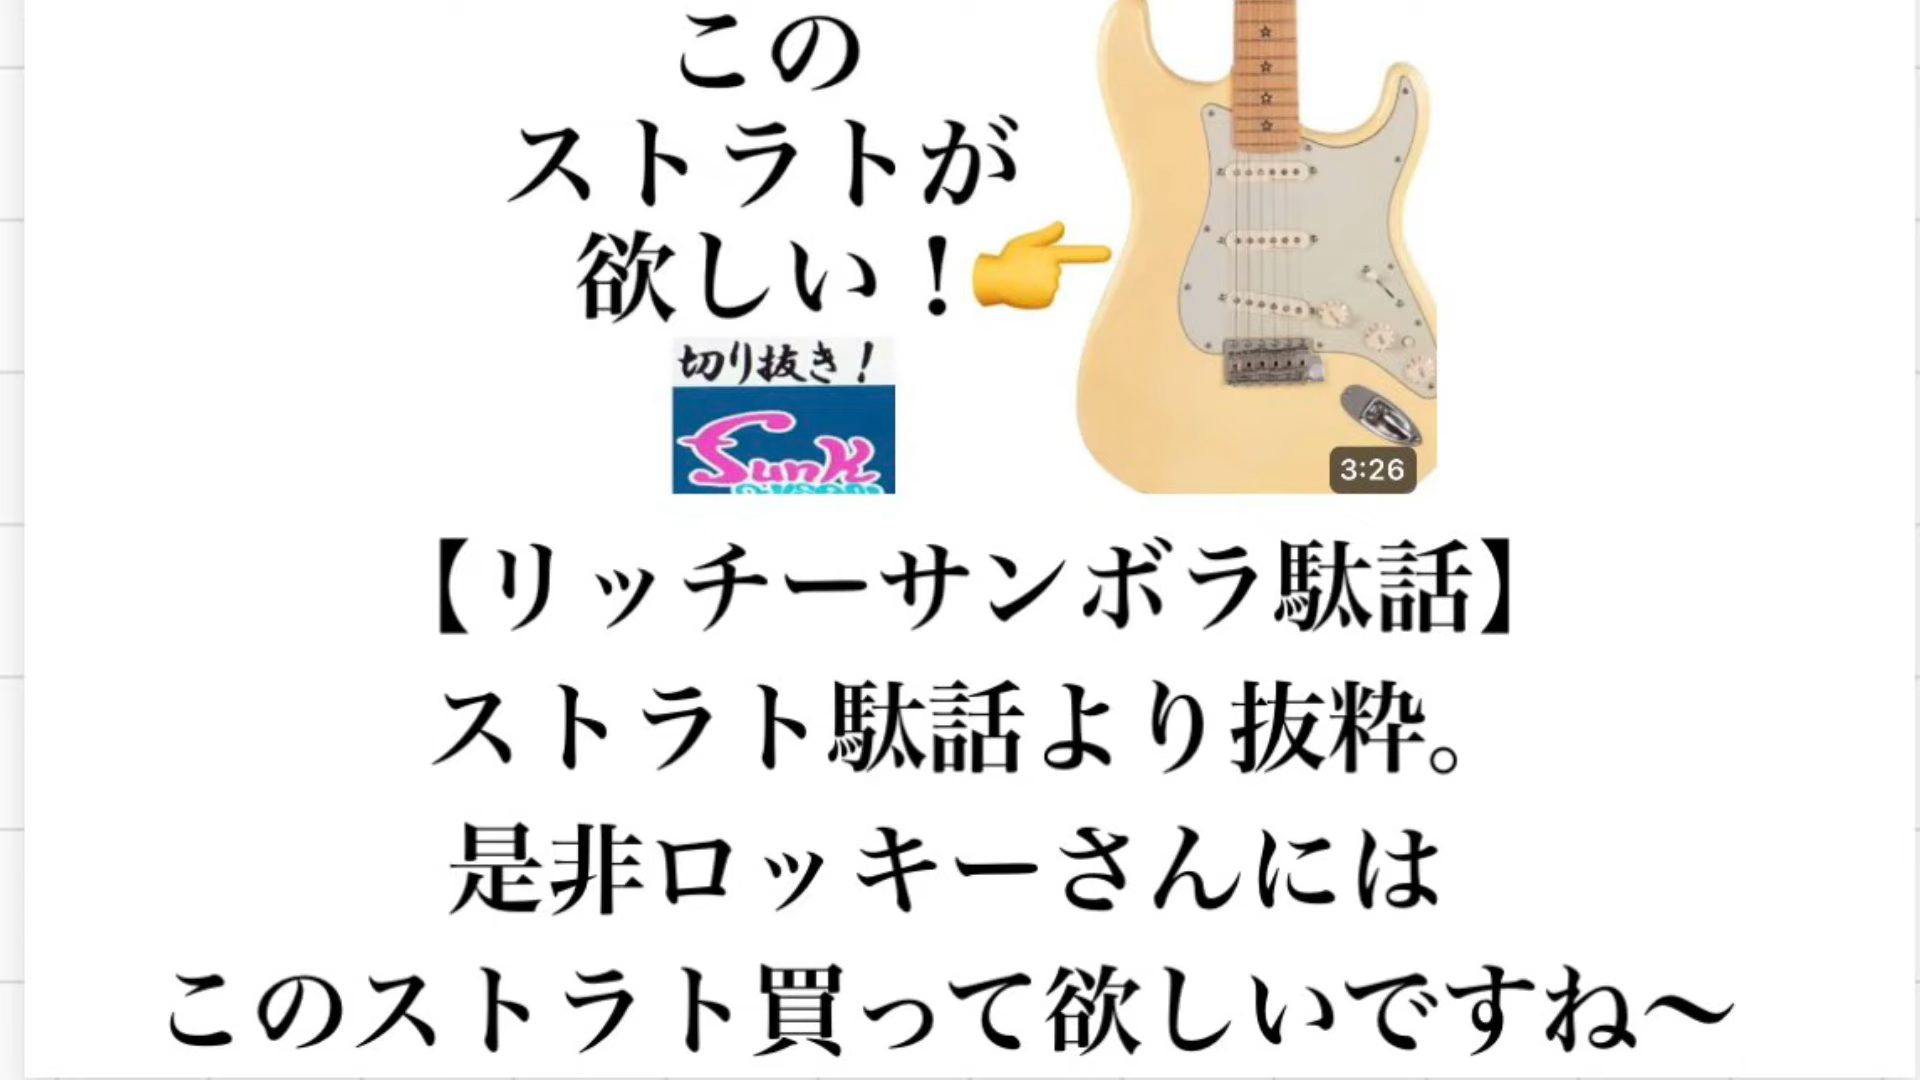 この
ストラトが
欲しい！
切り抜き！
Funk
3:26
【リッチーサンボラ駄話】
ストラト駄話より抜粋。
是非ロッキーさんには
このストラト買って欲しいですね〜